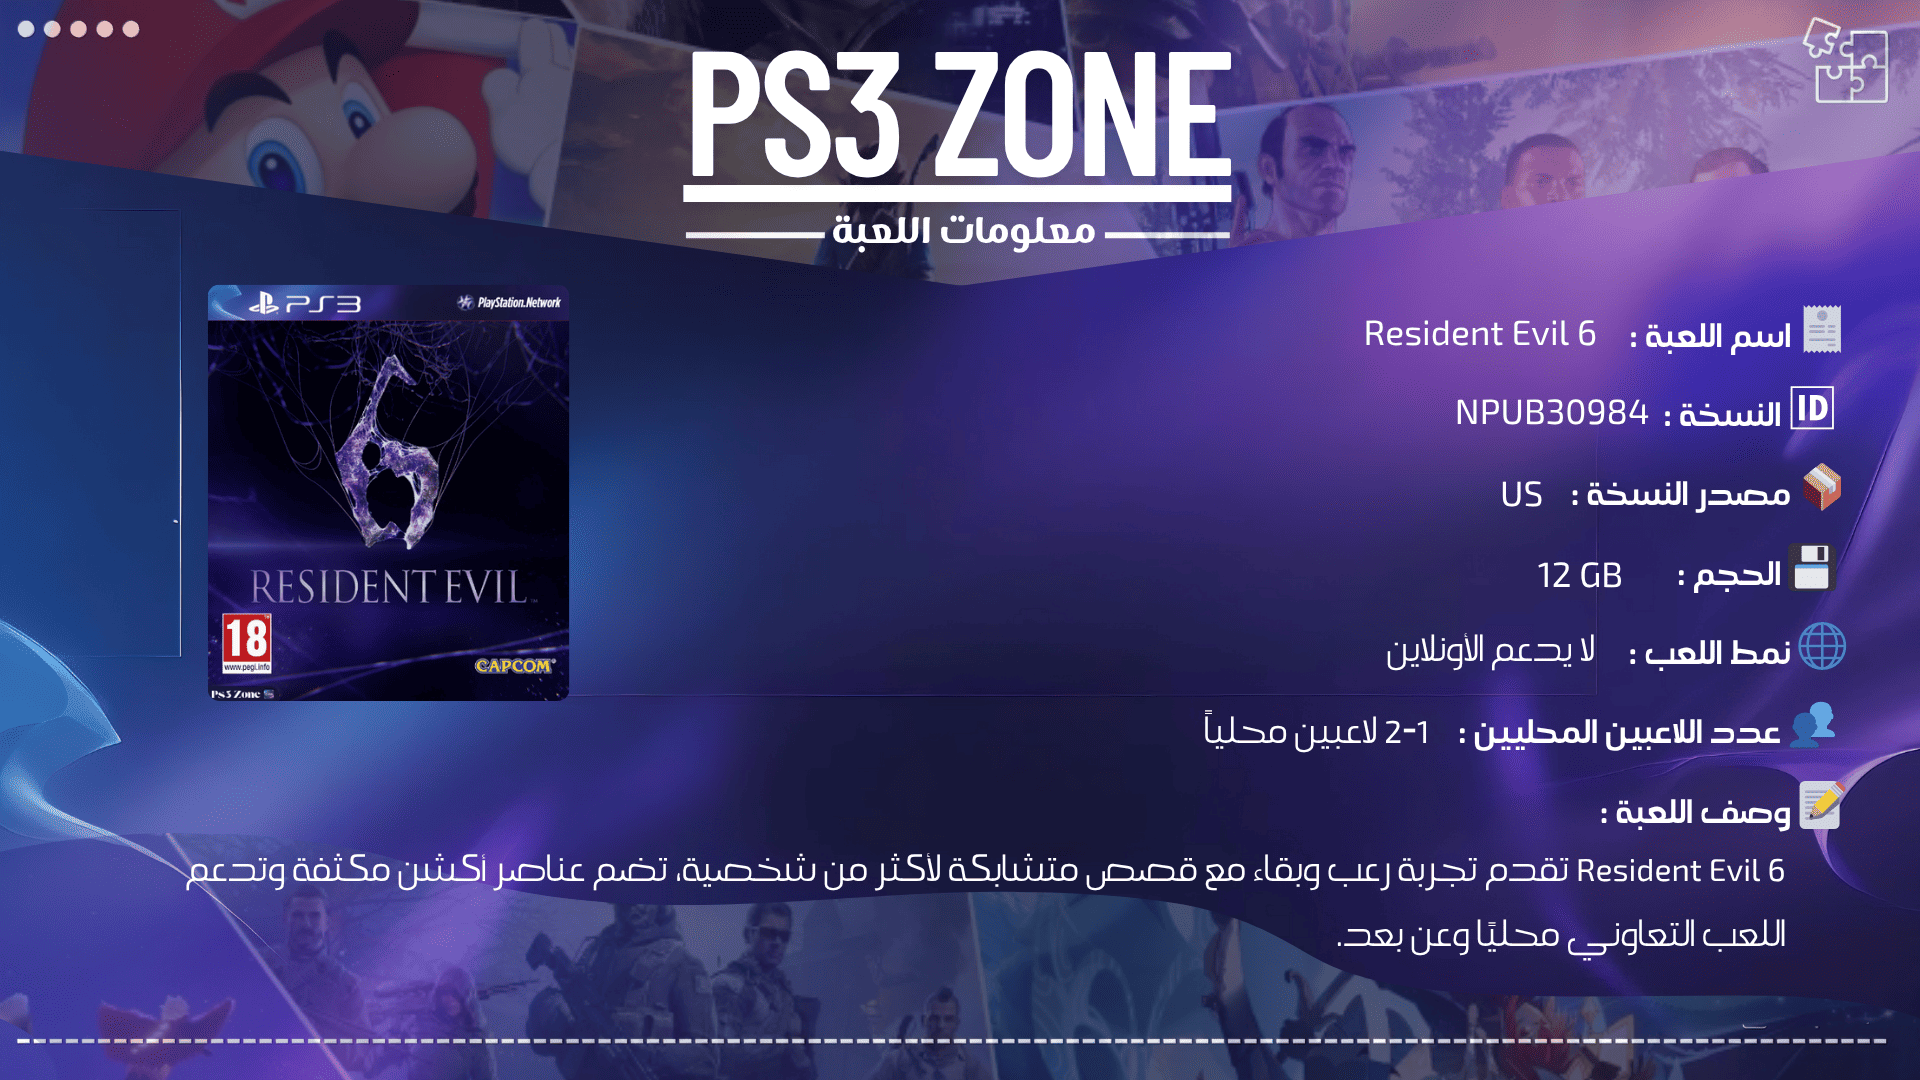 PS3 ZONE
معلومات اللعبة
PS3 PlayStation.Network
6
RESIDENT EVIL™
18
www.pegi.info
CAPCOM®
Ps3 Zone
اسم اللعبة : Resident Evil 6
ID النسخة : NPUB30984
مصدر النسخة : US
الحجم : 12 GB
نمط اللعب : لا يدعم الأونلاين
عدد اللاعبين المحليين : 1-2 لاعبين محلياً
وصف اللعبة :
Resident Evil 6 تقدم تجربة رعب وبقاء مع قصص متشابكة لأكثر من شخصية، تضم عناصر أكشن مكثفة وتدعم
اللعب التعاوني محليًا وعن بعد.